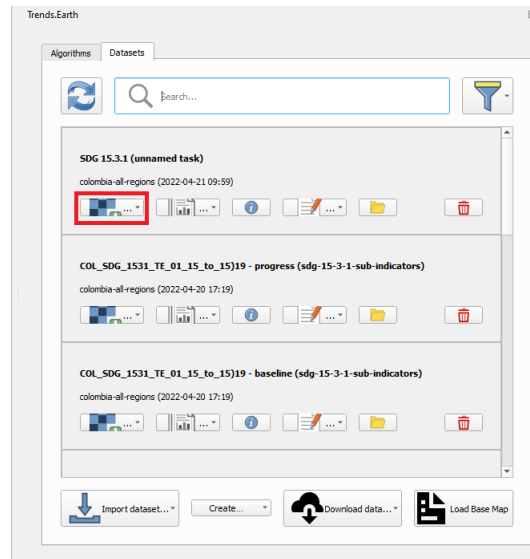 Trends.Earth
Algorithms Datasets
Search...
SDG 15.3.1 (unnamed task)
colombia-all-regions (2022-04-21 09:59)
... ... ...
COL_SDG_1531_TE_01_15_to_15)19 - progress (sdg-15-3-1-sub-indicators)
colombia-all-regions (2022-04-20 17:19)
... ... ...
COL_SDG_1531_TE_01_15_to_15)19 - baseline (sdg-15-3-1-sub-indicators)
colombia-all-regions (2022-04-20 17:19)
... ... ...
Import dataset... Create... Download data... Load Base Map